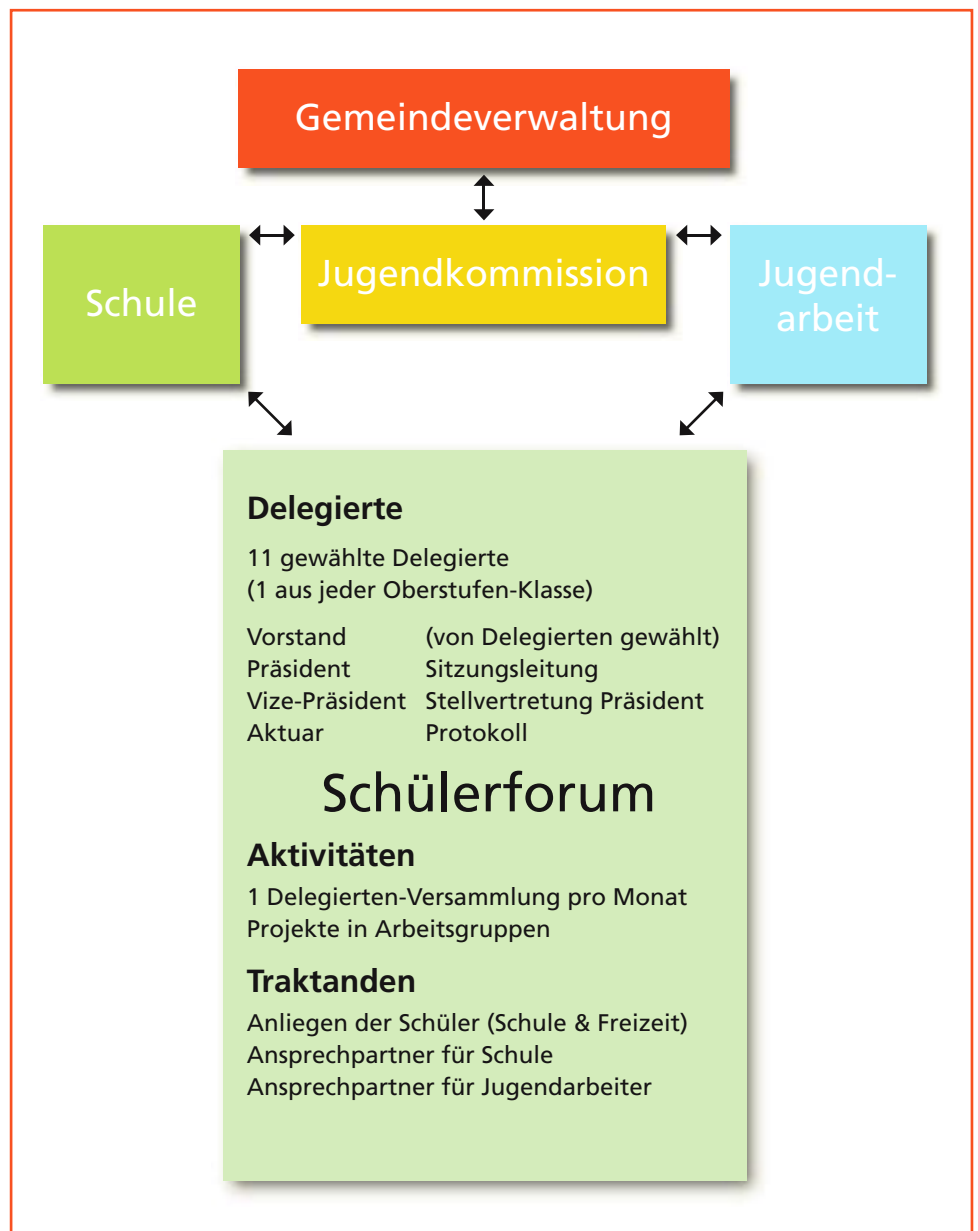 Gemeindeverwaltung
Schule
Jugendkommission
Jugend-
arbeit
Delegierte
11 gewählte Delegierte
(1 aus jeder Oberstufen-Klasse)
Vorstand (von Delegierten gewählt)
Präsident Sitzungsleitung
Vize-Präsident Stellvertretung Präsident
Aktuar Protokoll
Schülerforum
Aktivitäten
1 Delegierten-Versammlung pro Monat
Projekte in Arbeitsgruppen
Traktanden
Anliegen der Schüler (Schule & Freizeit)
Ansprechpartner für Schule
Ansprechpartner für Jugendarbeiter